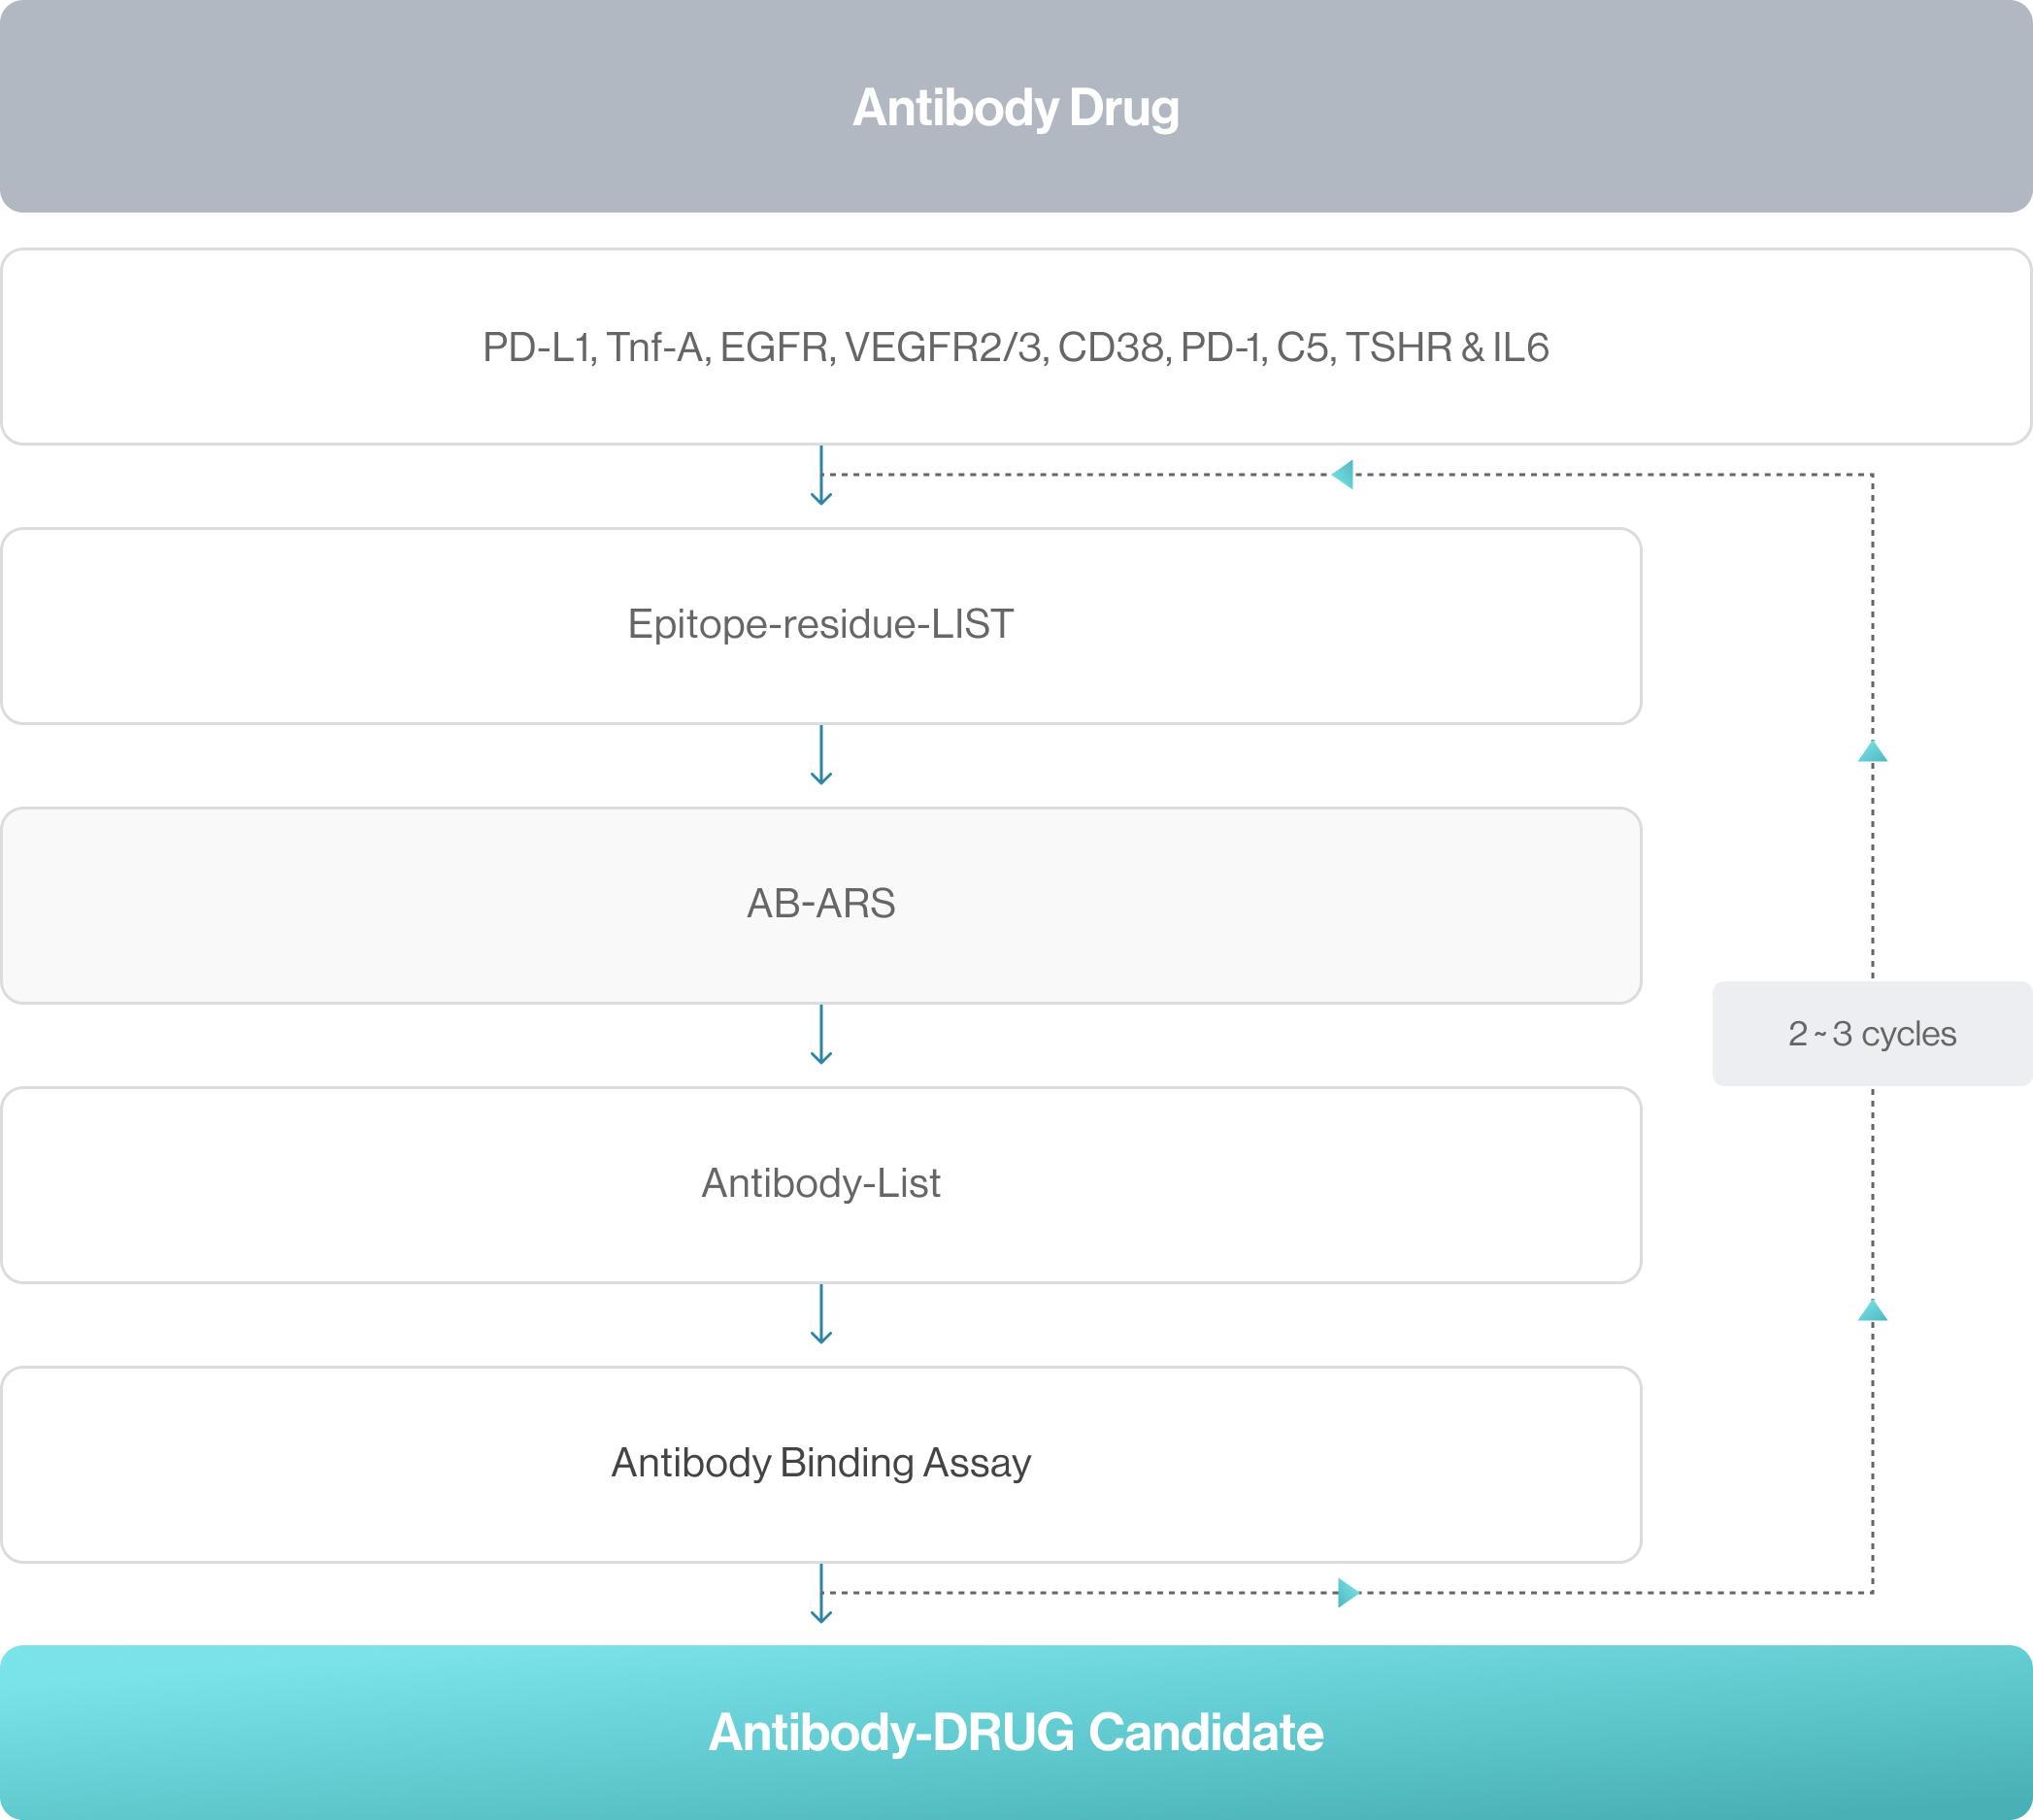 Antibody Drug
PD-L1, Tnf-A, EGFR, VEGFR2/3, CD38, PD-1, C5, TSHR & IL6
Epitope-residue-LIST
AB-ARS
2 ~ 3 cycles
Antibody-List
Antibody Binding Assay
Antibody-DRUG Candidate